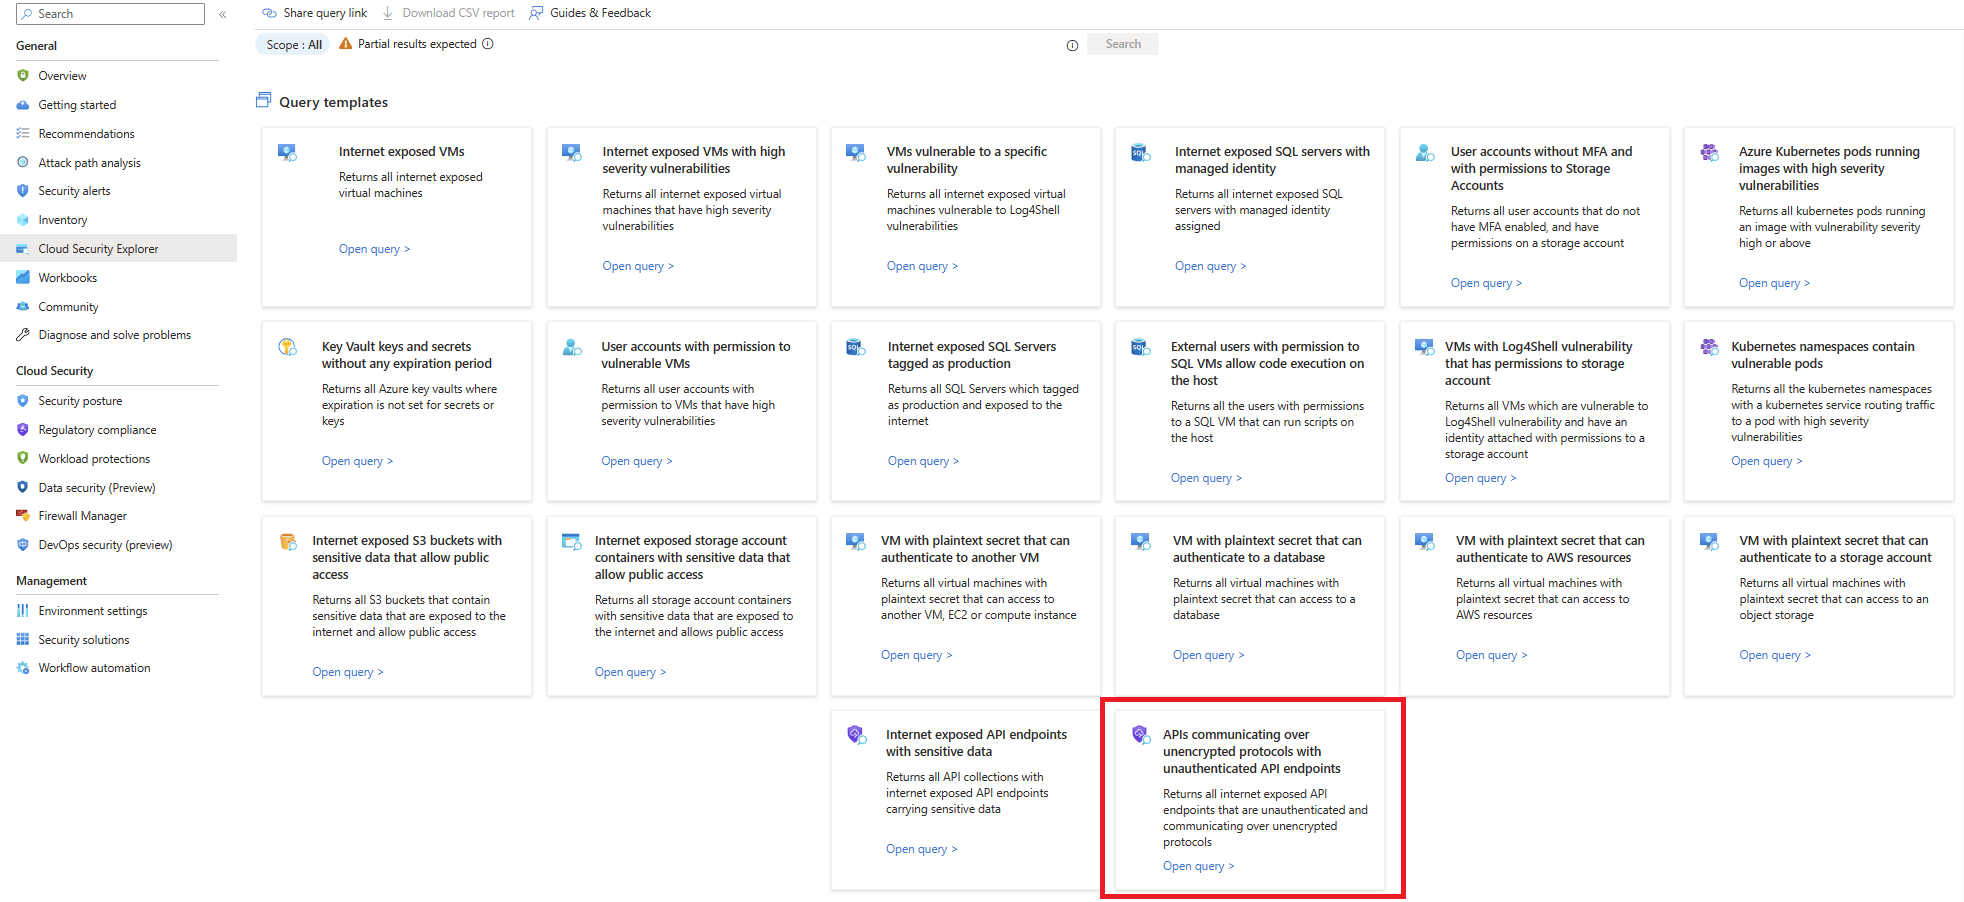 Search
«
General
Overview
Getting started
Recommendations
Attack path analysis
Security alerts
Inventory
Cloud Security Explorer
Workbooks
Community
Diagnose and solve problems
Cloud Security
Security posture
Regulatory compliance
Workload protections
Data security (Preview)
Firewall Manager
DevOps security (preview)
Management
Environment settings
Security solutions
Workflow automation
Share query link
Download CSV report
Guides & Feedback
Scope : All
Partial results expected
Search
Query templates
Internet exposed VMs
Returns all internet exposed
virtual machines
Open query >
Internet exposed VMs with high
severity vulnerabilities
Returns all internet exposed virtual
machines that have high severity
vulnerabilities
Open query >
VMs vulnerable to a specific
vulnerability
Returns all internet exposed virtual
machines vulnerable to Log4Shell
vulnerabilities
Open query >
Internet exposed SQL servers with
managed identity
Returns all internet exposed SQL
servers with managed identity
assigned
Open query >
User accounts without MFA and
with permissions to Storage
Accounts
Returns all user accounts that do not
have MFA enabled, and have
permissions on a storage account
Open query >
Azure Kubernetes pods running
images with high severity
vulnerabilities
Returns all kubernetes pods running
an image with vulnerability severity
high or above
Open query >
Key Vault keys and secrets
without any expiration period
Returns all Azure key vaults where
expiration is not set for secrets or
keys
Open query >
User accounts with permission to
vulnerable VMs
Returns all user accounts with
permission to VMs that have high
severity vulnerabilities
Open query >
Internet exposed SQL Servers
tagged as production
Returns all SQL Servers which tagged
as production and exposed to the
internet
Open query >
External users with permission to
SQL VMs allow code execution on
the host
Returns all the users with permissions
to a SQL VM that can run scripts on
the host
Open query >
VMs with Log4Shell vulnerability
that has permissions to storage
account
Returns all VMs which are vulnerable to
Log4Shell vulnerability and have an
identity attached with permissions to a
storage account
Open query >
Kubernetes namespaces contain
vulnerable pods
Returns all the kubernetes namespaces
with a kubernetes service routing traffic
to a pod with high severity
vulnerabilities
Open query >
Internet exposed S3 buckets with
sensitive data that allow public
access
Returns all S3 buckets that contain
sensitive data that are exposed to the
internet and allow public access
Open query >
Internet exposed storage account
containers with sensitive data that
allow public access
Returns all storage account containers
with sensitive data that are exposed to
the internet and allows public access
Open query >
VM with plaintext secret that can
authenticate to another VM
Returns all virtual machines with
plaintext secret that can access to
another VM, EC2 or compute instance
Open query >
VM with plaintext secret that can
authenticate to a database
Returns all virtual machines with
plaintext secret that can access to a
database
Open query >
VM with plaintext secret that can
authenticate to AWS resources
Returns all virtual machines with
plaintext secret that can access to
AWS resources
Open query >
VM with plaintext secret that can
authenticate to a storage account
Returns all virtual machines with
plaintext secret that can access to an
object storage
Open query >
Internet exposed API endpoints
with sensitive data
Returns all API collections with
internet exposed API endpoints
carrying sensitive data
Open query >
APIs communicating over
unencrypted protocols with
unauthenticated API endpoints
Returns all internet exposed API
endpoints that are unauthenticated and
communicating over unencrypted
protocols
Open query >